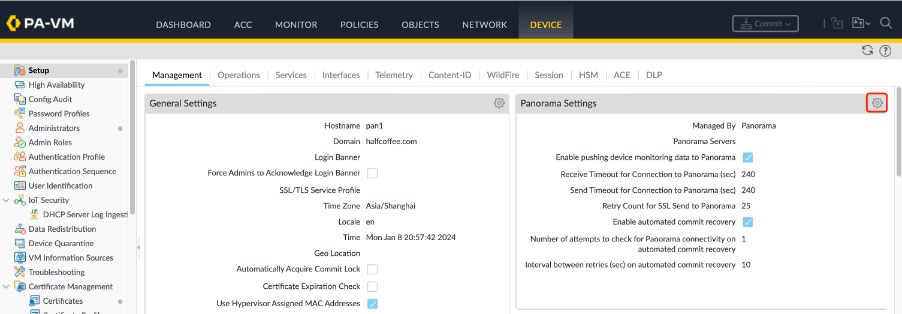 PA-VM
DASHBOARD ACC MONITOR POLICIES OBJECTS NETWORK DEVICE
Commit
Setup
High Availability
Config Audit
Password Profiles
Administrators
Admin Roles
Authentication Profile
Authentication Sequence
User Identification
IoT Security
DHCP Server Log Ingesti
Data Redistribution
Device Quarantine
VM Information Sources
Troubleshooting
Certificate Management
Certificates
Management Operations Services Interfaces Telemetry Content-ID WildFire Session HSM ACE DLP
General Settings
Hostname pan1
Domain halfcoffee.com
Login Banner
Force Admins to Acknowledge Login Banner
SSL/TLS Service Profile
Time Zone Asia/Shanghai
Locale en
Time Mon Jan 8 20:57:42 2024
Geo Location
Automatically Acquire Commit Lock
Certificate Expiration Check
Use Hypervisor Assigned MAC Addresses
Panorama Settings
Managed By Panorama
Panorama Servers
Enable pushing device monitoring data to Panorama
Receive Timeout for Connection to Panorama (sec) 240
Send Timeout for Connection to Panorama (sec) 240
Retry Count for SSL Send to Panorama 25
Enable automated commit recovery
Number of attempts to check for Panorama connectivity on 1
automated commit recovery
Interval between retries (sec) on automated commit recovery 10